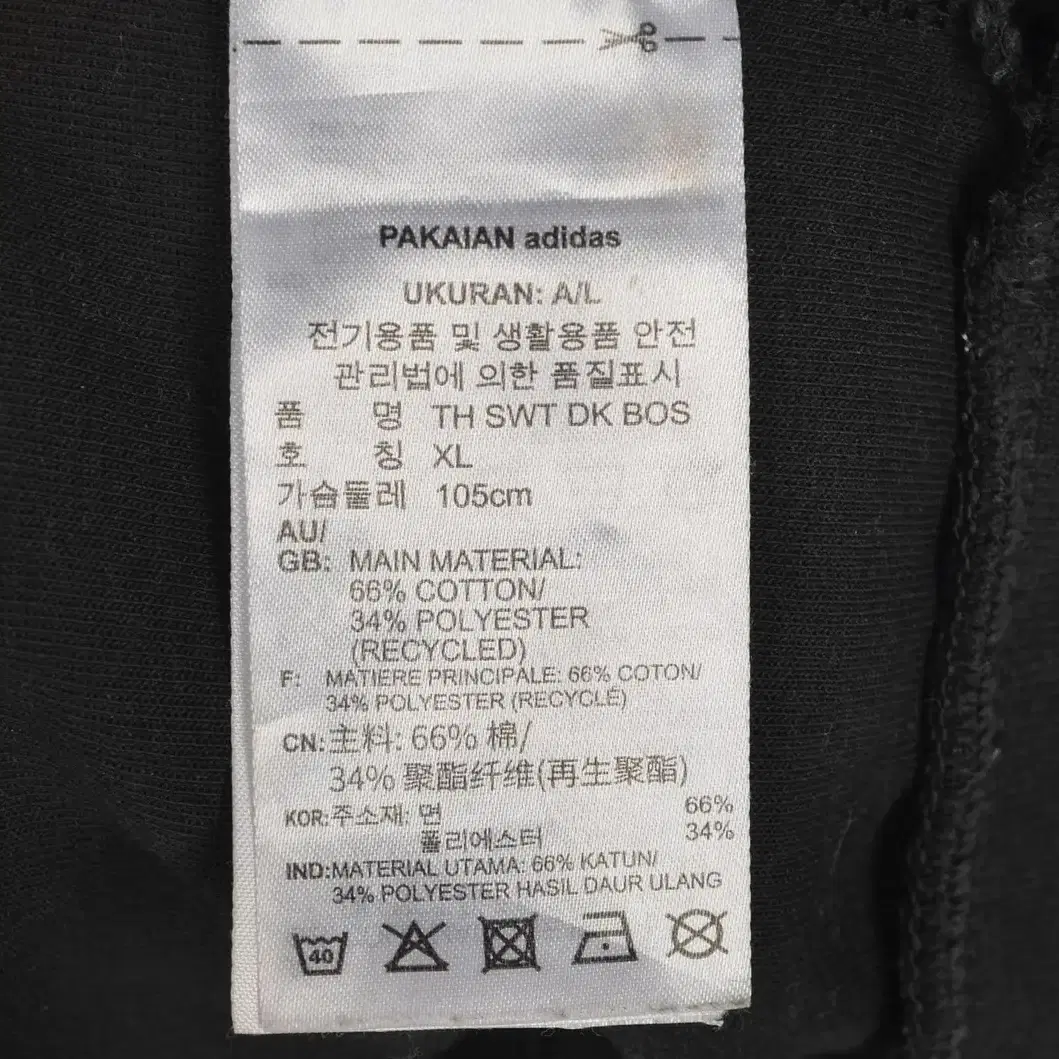 PAKAIAN adidas
UKURAN: A/L
전기용품 및 생활용품 안전
관리법에 의한 품질표시
품 명 TH SWT DK BOS
호 칭 XL
가슴둘레 105cm
AU/
GB: MAIN MATERIAL:
66% COTTON/
34% POLYESTER
(RECYCLED)
F: MATIERE PRINCIPALE: 66% COTON/
34% POLYESTER (RECYCLÉ)
CN: 主料: 66% 棉/
34% 聚酯纤维(再生聚酯)
KOR: 주소재: 면 66%
폴리에스터 34%
IND: MATERIAL UTAMA: 66% KATUN/
34% POLYESTER HASIL DAUR ULANG
40